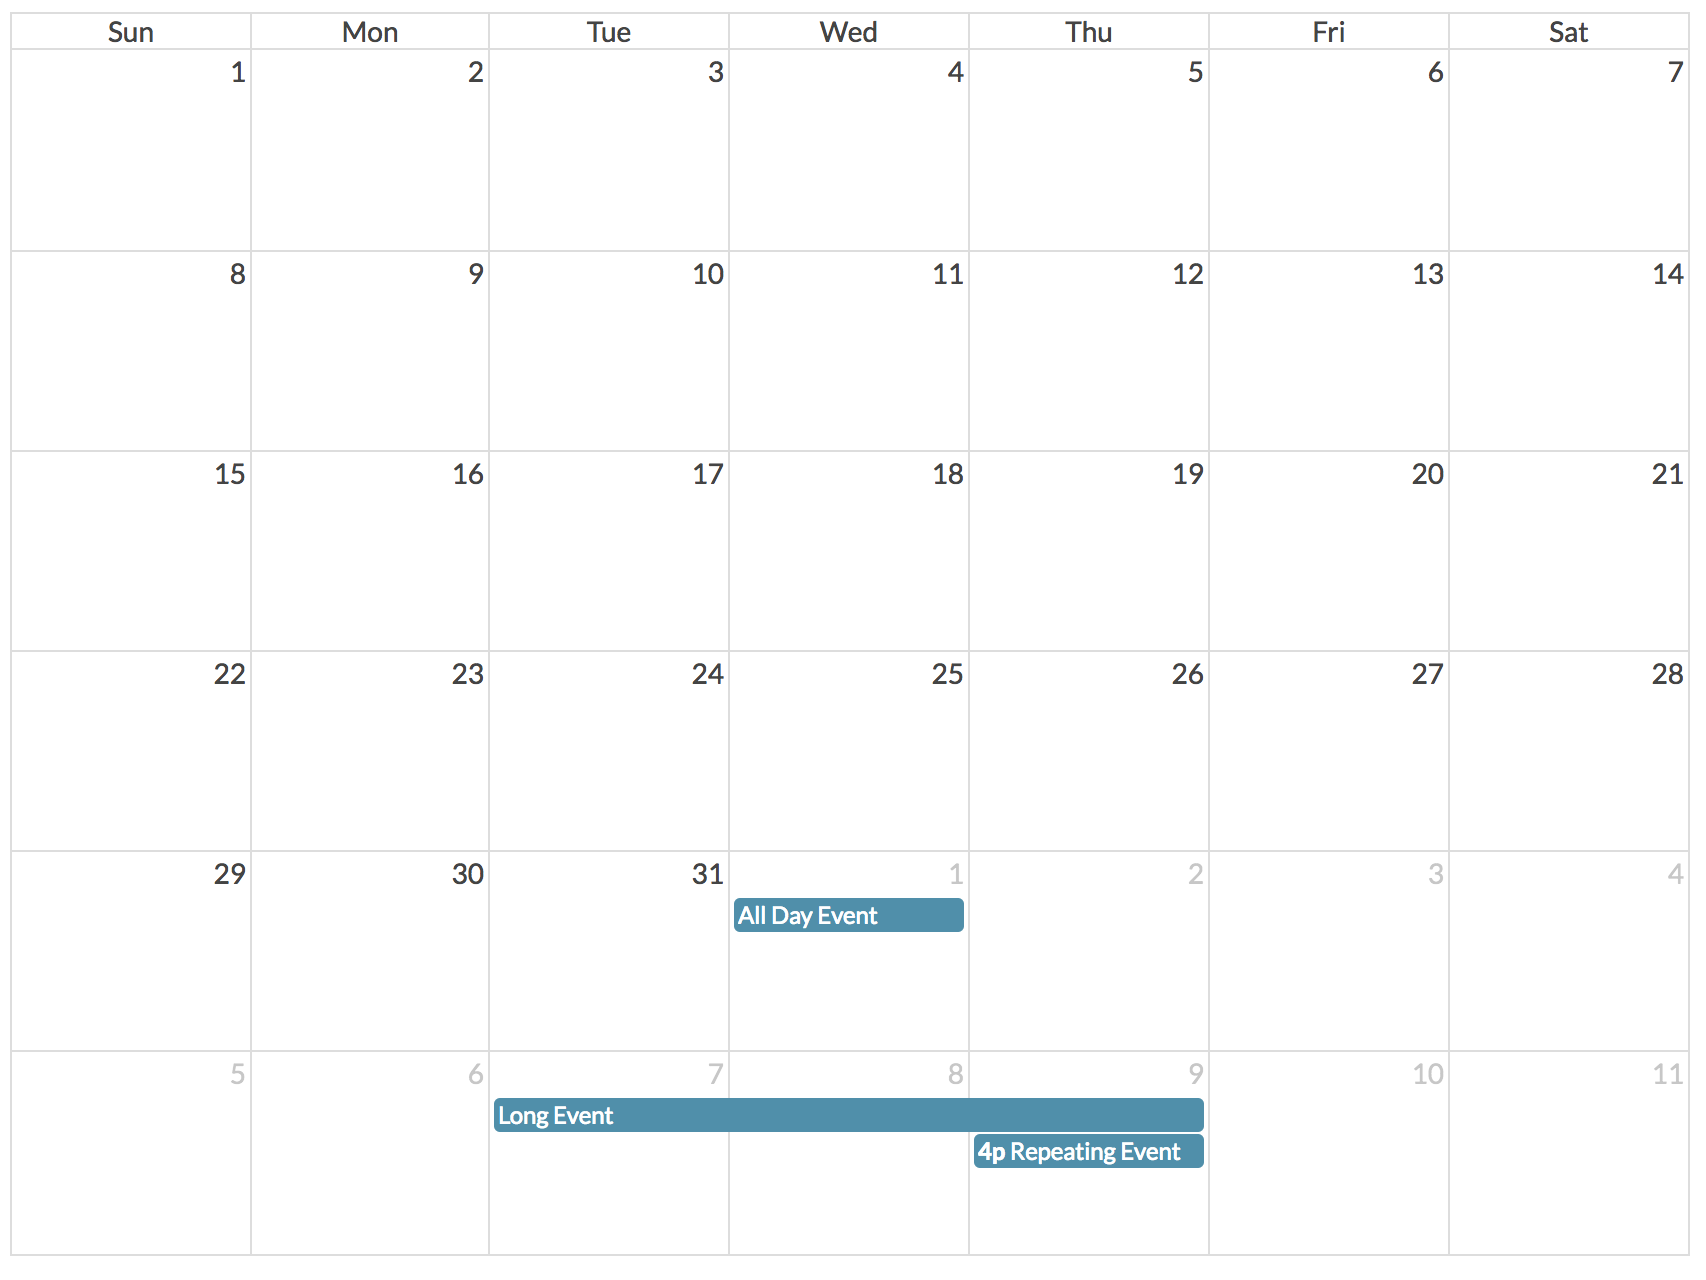 Sun Mon Tue Wed Thu Fri Sat
1 2 3 4 5 6 7
8 9 10 11 12 13 14
15 16 17 18 19 20 21
22 23 24 25 26 27 28
29 30 31 1 2 3 4
All Day Event
5 6 7 8 9 10 11
Long Event
4p Repeating Event